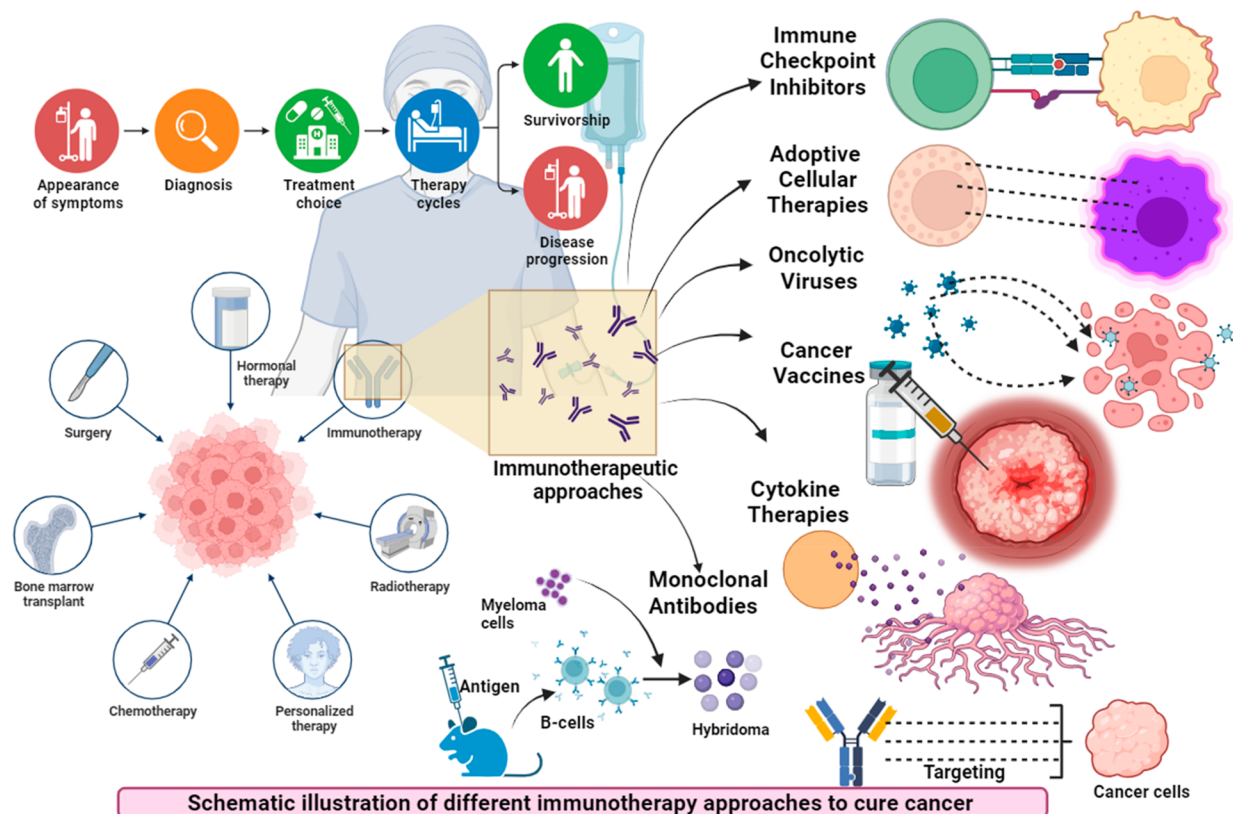 Appearance
of symptoms
Diagnosis
Treatment
choice
Therapy
cycles
Survivorship
Disease
progression
H
Hormonal
therapy
Surgery
Immunotherapy
Bone marrow
transplant
Radiotherapy
Chemotherapy
Personalized
therapy
Immunotherapeutic
approaches
Immune
Checkpoint
Inhibitors
Adoptive
Cellular
Therapies
Oncolytic
Viruses
Cancer
Vaccines
Cytokine
Therapies
Monoclonal
Antibodies
Myeloma
cells
Antigen
B-cells
Hybridoma
Targeting
Cancer cells
Schematic illustration of different immunotherapy approaches to cure cancer